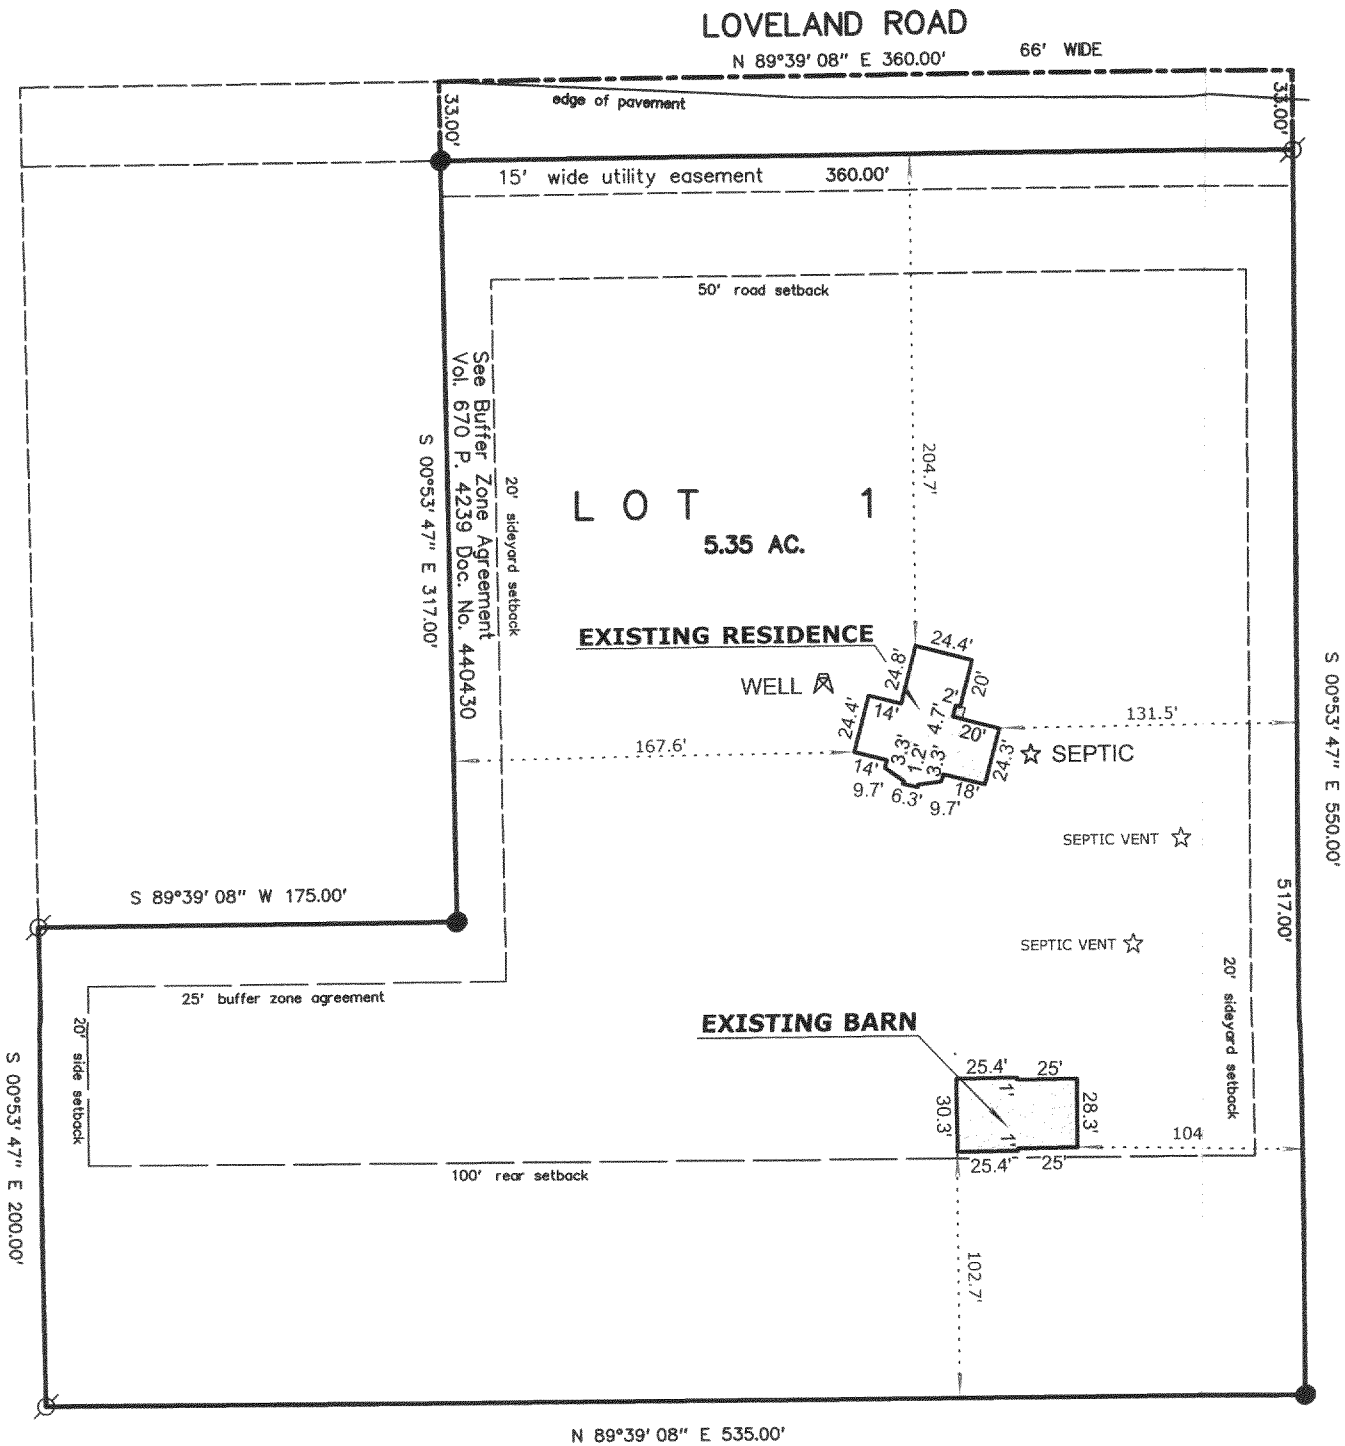 LOVELAND ROAD
N 89°39'08" E 360.00'
66' WIDE
33.00'
edge of pavement
33.00'
15' wide utility easement
360.00'
50' road setback
See Buffer Zone Agreement
Vol. 670 P. 4239 Doc. No. 440430
S 00°53'47" E 317.00'
20' sideyard setback
204.7'
LOT 1
5.35 AC.
EXISTING RESIDENCE
WELL
24.4'
24.8'
20'
2'
14'
4.7'
20'
24.4'
24.3'
3.3'
1.2'
3.3'
14'
18'
9.7'
6.3'
9.7'
167.6'
131.5'
SEPTIC
S 00°53'47" E 550.00'
SEPTIC VENT
517.00'
S 89°39'08" W 175.00'
SEPTIC VENT
25' buffer zone agreement
20' side setback
20' sideyard setback
EXISTING BARN
S 00°53'47" E 200.00'
25.4'
25'
1'
30.3'
28.3'
1'
25.4'
25'
104
100' rear setback
102.7'
N 89°39'08" E 535.00'